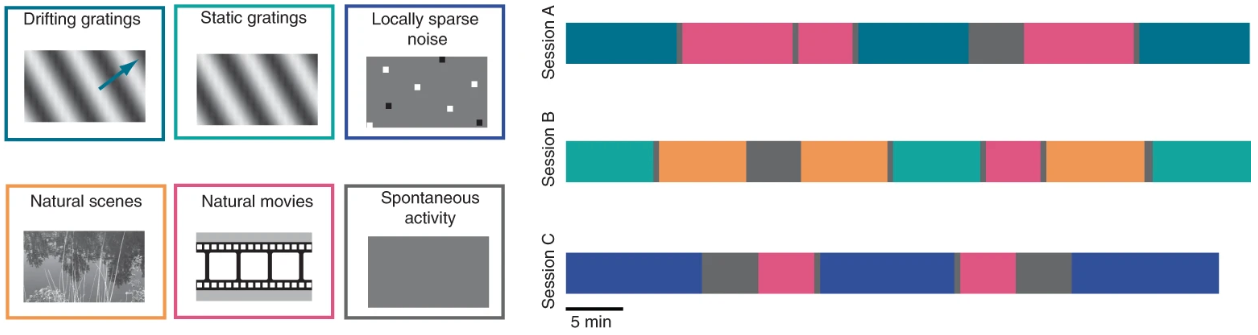 Drifting gratings
Static gratings
Locally sparse
noise
Natural scenes
Natural movies
Spontaneous
activity
Session A
Session B
Session C
5 min